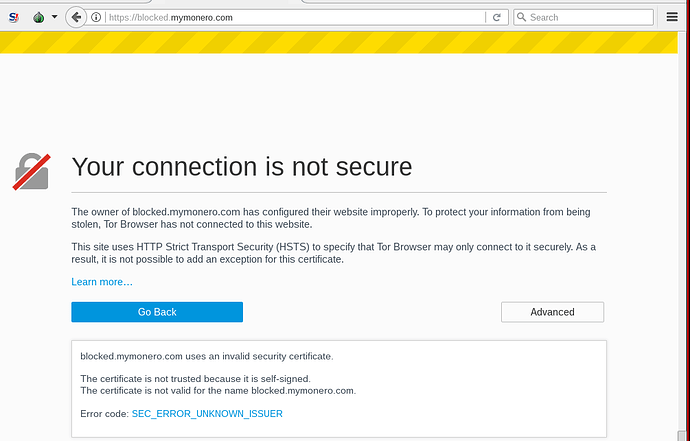 https://blocked.mymonero.com
Search
Your connection is not secure
The owner of blocked.mymonero.com has configured their website improperly. To protect your information from being
stolen, Tor Browser has not connected to this website.
This site uses HTTP Strict Transport Security (HSTS) to specify that Tor Browser may only connect to it securely. As a
result, it is not possible to add an exception for this certificate.
Learn more…
Go Back
Advanced
blocked.mymonero.com uses an invalid security certificate.
The certificate is not trusted because it is self-signed.
The certificate is not valid for the name blocked.mymonero.com.
Error code: SEC_ERROR_UNKNOWN_ISSUER